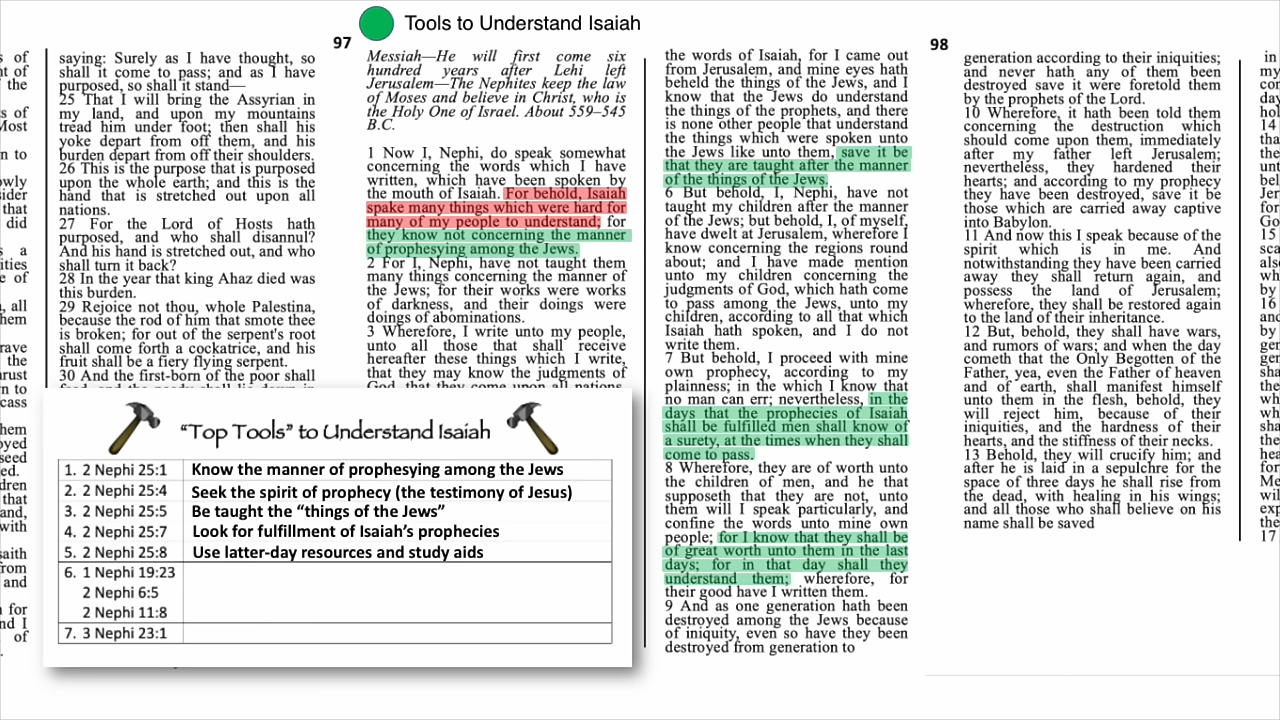 Tools to Understand Isaiah
97
98
s of
nt of
the
s of
Most
n to
owly
sider
that
did
s a
ities
e of
, all
hem
rave
the
hrust
n to
cass
hem
oyed
seed
ed.
dren
that
and,
with
saith
from
and
for
nd I
of
saying: Surely as I have thought, so
shall it come to pass; and as I have
purposed, so shall it stand—
25 That I will bring the Assyrian in
my land, and upon my mountains
tread him under foot; then shall his
yoke depart from off them, and his
burden depart from off their shoulders.
26 This is the purpose that is purposed
upon the whole earth; and this is the
hand that is stretched out upon all
nations.
27 For the Lord of Hosts hath
purposed, and who shall disannul?
And his hand is stretched out, and who
shall turn it back?
28 In the year that king Ahaz died was
this burden.
29 Rejoice not thou, whole Palestina,
because the rod of him that smote thee
is broken; for out of the serpent's root
shall come forth a cockatrice, and his
fruit shall be a fiery flying serpent.
30 And the first-born of the poor shall
Messiah—He will first come six
hundred years after Lehi left
Jerusalem—The Nephites keep the law
of Moses and believe in Christ, who is
the Holy One of Israel. About 559–545
B.C.
1 Now I, Nephi, do speak somewhat
concerning the words which I have
written, which have been spoken by
the mouth of Isaiah. For behold, Isaiah
spake many things which were hard for
many of my people to understand; for
they know not concerning the manner
of prophesying among the Jews.
2 For I, Nephi, have not taught them
many things concerning the manner of
the Jews; for their works were works
of darkness, and their doings were
doings of abominations.
3 Wherefore, I write unto my people,
unto all those that shall receive
hereafter these things which I write,
that they may know the judgments of
God, that they come upon all nations,
the words of Isaiah, for I came out
from Jerusalem, and mine eyes hath
beheld the things of the Jews, and I
know that the Jews do understand
the things of the prophets, and there
is none other people that understand
the things which were spoken unto
the Jews like unto them, save it be
that they are taught after the manner
of the things of the Jews.
6 But behold, I, Nephi, have not
taught my children after the manner
of the Jews; but behold, I, of myself,
have dwelt at Jerusalem, wherefore I
know concerning the regions round
about; and I have made mention
unto my children concerning the
judgments of God, which hath come
to pass among the Jews, unto my
children, according to all that which
Isaiah hath spoken, and I do not
write them.
7 But behold, I proceed with mine
own prophecy, according to my
plainness; in the which I know that
no man can err; nevertheless, in the
days that the prophecies of Isaiah
shall be fulfilled men shall know of
a surety, at the times when they shall
come to pass.
8 Wherefore, they are of worth unto
the children of men, and he that
supposeth that they are not, unto
them will I speak particularly, and
confine the words unto mine own
people; for I know that they shall be
of great worth unto them in the last
days; for in that day shall they
understand them; wherefore, for
their good have I written them.
9 And as one generation hath been
destroyed among the Jews because
of iniquity, even so have they been
destroyed from generation to
generation according to their iniquities;
and never hath any of them been
destroyed save it were foretold them
by the prophets of the Lord.
10 Wherefore, it hath been told them
concerning the destruction which
should come upon them, immediately
after my father left Jerusalem;
nevertheless, they hardened their
hearts; and according to my prophecy
they have been destroyed, save it be
those which are carried away captive
into Babylon.
11 And now this I speak because of the
spirit which is in me. And
notwithstanding they have been carried
away they shall return again, and
possess the land of Jerusalem;
wherefore, they shall be restored again
to the land of their inheritance.
12 But, behold, they shall have wars,
and rumors of wars; and when the day
cometh that the Only Begotten of the
Father, yea, even the Father of heaven
and of earth, shall manifest himself
unto them in the flesh, behold, they
will reject him, because of their
iniquities, and the hardness of their
hearts, and the stiffness of their necks.
13 Behold, they will crucify him; and
after he is laid in a sepulchre for the
space of three days he shall rise from
the dead, with healing in his wings;
and all those who shall believe on his
name shall be saved
“Top Tools” to Understand Isaiah
1. 2 Nephi 25:1 Know the manner of prophesying among the Jews
2. 2 Nephi 25:4 Seek the spirit of prophecy (the testimony of Jesus)
3. 2 Nephi 25:5 Be taught the “things of the Jews”
4. 2 Nephi 25:7 Look for fulfillment of Isaiah’s prophecies
5. 2 Nephi 25:8 Use latter-day resources and study aids
6. 1 Nephi 19:23
2 Nephi 6:5
2 Nephi 11:8
7. 3 Nephi 23:1